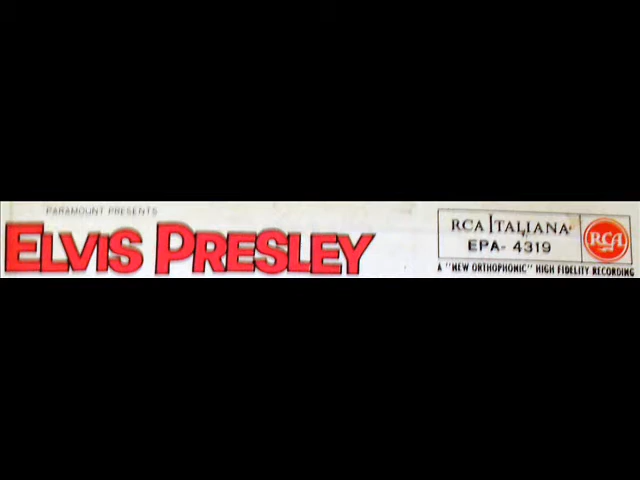 PARAMOUNT PRESENTS
ELVIS PRESLEY
RCA ITALIANA
EPA- 4319
RCA
A "NEW ORTHOPHONIC" HIGH FIDELITY RECORDING